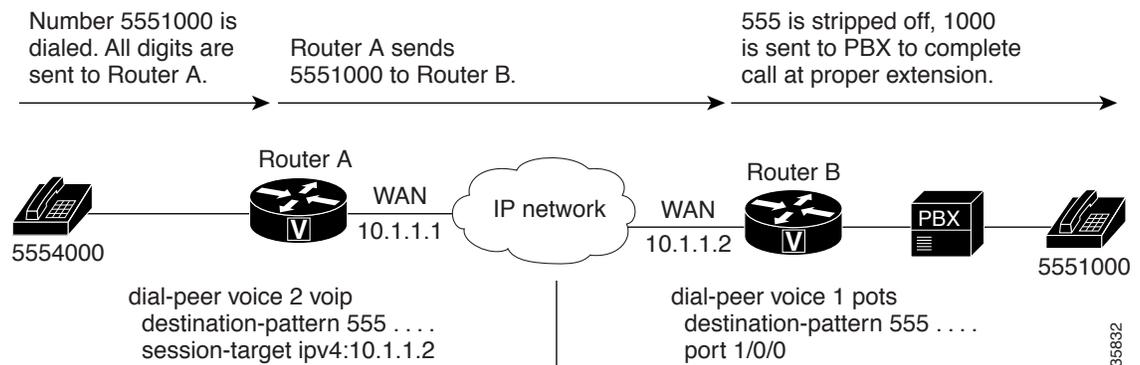 Number 5551000 is
dialed. All digits are
sent to Router A.
Router A sends
5551000 to Router B.
555 is stripped off, 1000
is sent to PBX to complete
call at proper extension.
Router A
WAN
10.1.1.1
IP network
WAN
10.1.1.2
Router B
V
V
PBX
5554000
5551000
dial-peer voice 2 voip
destination-pattern 555 . . . .
session-target ipv4:10.1.1.2
dial-peer voice 1 pots
destination-pattern 555 . . . .
port 1/0/0
35832